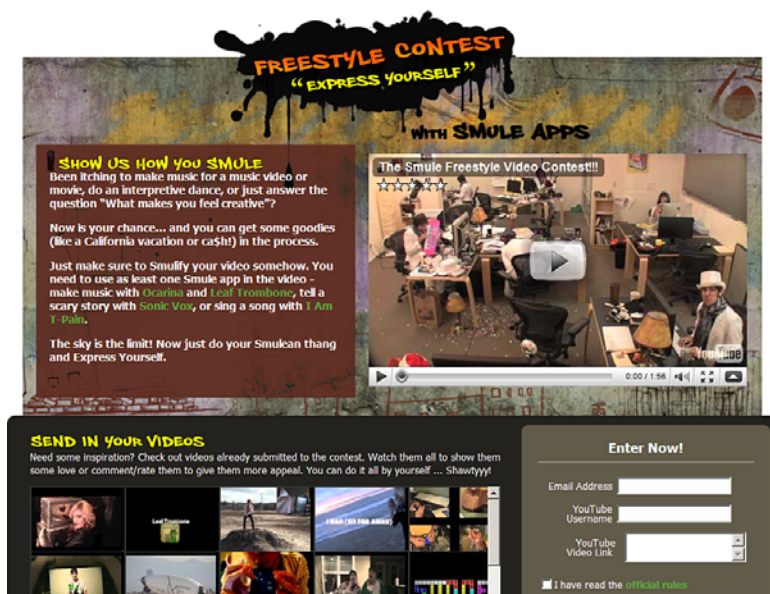 FREESTYLE CONTEST
"EXPRESS YOURSELF"
WITH SMULE APPS
SHOW US HOW YOU SMULE
Been itching to make music for a music video or
movie, do an interpretive dance, or just answer the
question "What makes you feel creative"?
Now is your chance... and you can get some goodies
(like a California vacation or ca$h!) in the process.
Just make sure to Smulify your video somehow. You
need to use as least one Smule app in the video -
make music with Ocarina and Leaf Trombone, tell a
scary story with Sonic Vox, or sing a song with I Am
T-Pain.
The sky is the limit! Now just do your Smulean thang
and Express Yourself.
The Smule Freestyle Video Contest!!!
YouTube
0:00 / 1:56
SEND IN YOUR VIDEOS
Need some inspiration? Check out videos already submitted to the contest. Watch them all to show them
some love or comment/rate them to give them more appeal. You can do it all by yourself ... Shawtyyy!
Leaf Trombone
Enter Now!
Email Address
YouTube
Username
YouTube
Video Link
I have read the official rules